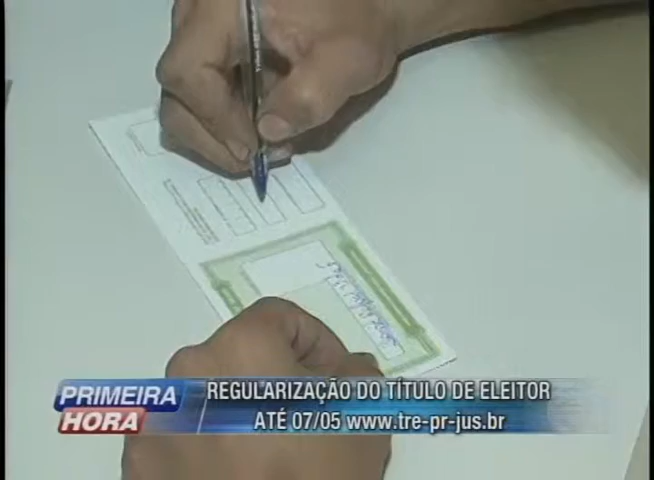 PRIMEIRA
HORA
REGULARIZAÇÃO DO TÍTULO DE ELEITOR
ATÉ 07/05 www.tre-pr-jus.br